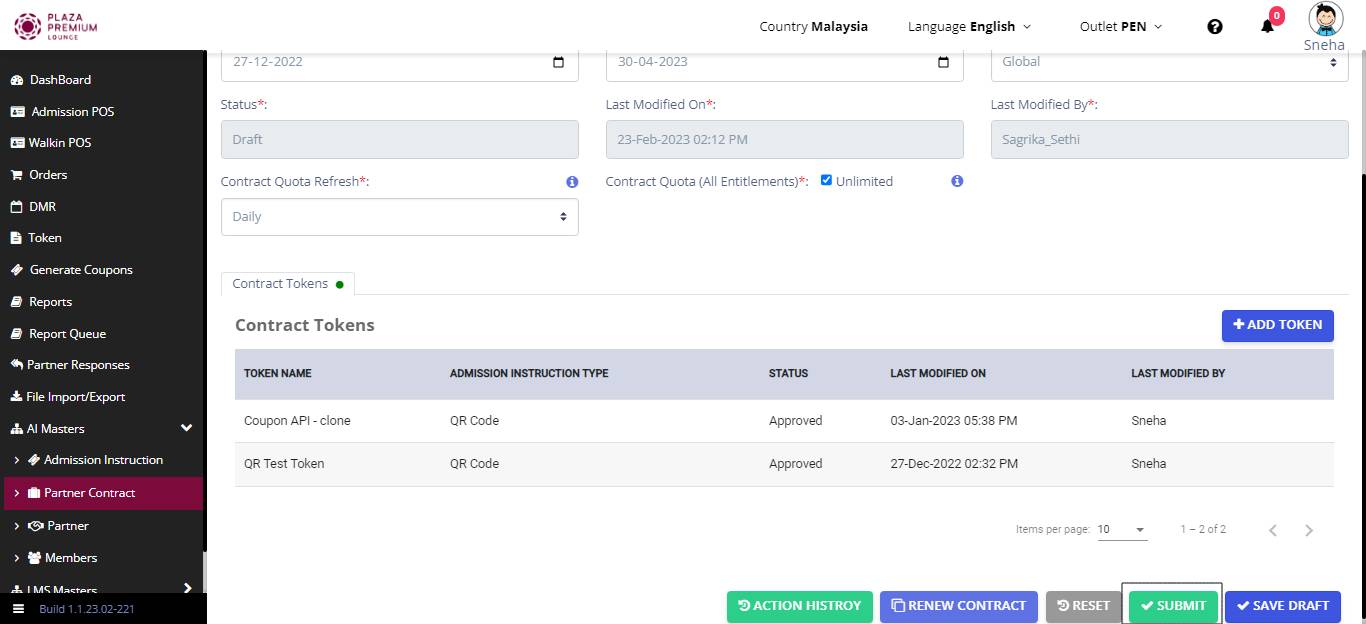 PLAZA
PREMIUM
LOUNGE
Country Malaysia
Language English
Outlet PEN
?
0
Sneha
DashBoard
Admission POS
Walkin POS
Orders
DMR
Token
Generate Coupons
Reports
Report Queue
Partner Responses
File Import/Export
AI Masters
Admission Instruction
Partner Contract
Partner
Members
LMS Masters
Build 1.1.23.02-221
27-12-2022
30-04-2023
Global
Status*:
Last Modified On*:
Last Modified By*:
Draft
23-Feb-2023 02:12 PM
Sagrika_Sethi
Contract Quota Refresh*:
Contract Quota (All Entitlements)*: Unlimited
Daily
Contract Tokens
Contract Tokens
ADD TOKEN
TOKEN NAME ADMISSION INSTRUCTION TYPE STATUS LAST MODIFIED ON LAST MODIFIED BY
Coupon API - clone QR Code Approved 03-Jan-2023 05:38 PM Sneha
QR Test Token QR Code Approved 27-Dec-2022 02:32 PM Sneha
Items per page: 10 1 – 2 of 2
ACTION HISTROY RENEW CONTRACT RESET SUBMIT SAVE DRAFT